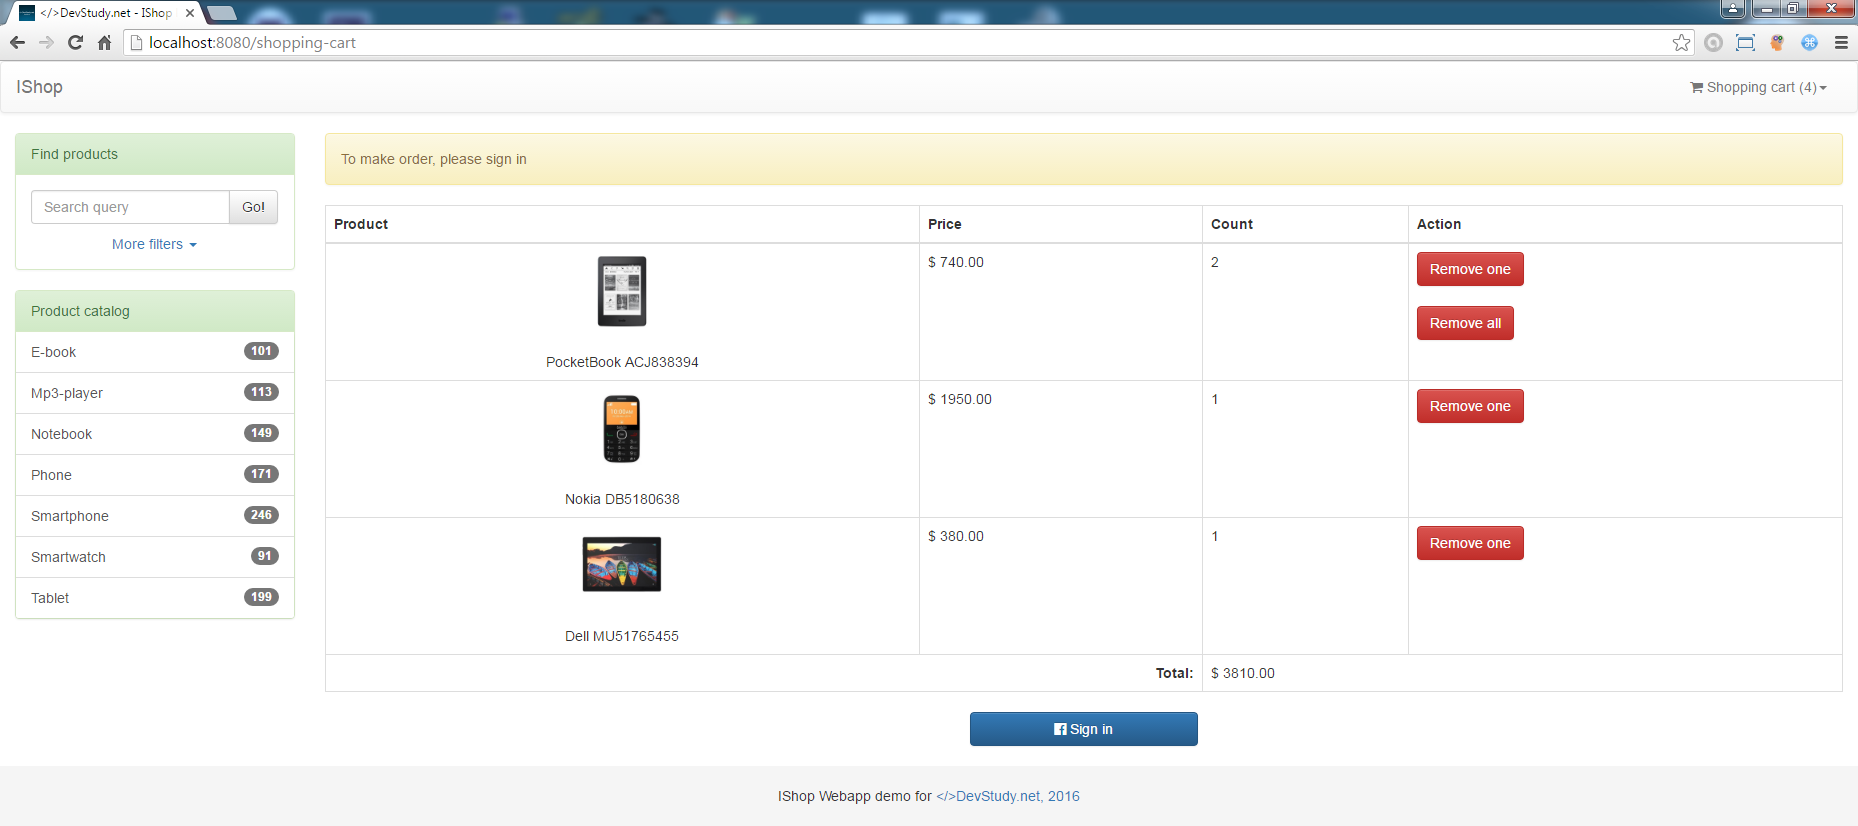 </>DevStudy.net - IShop
localhost:8080/shopping-cart
IShop
Shopping cart (4)
Find products
Search query
Go!
More filters
Product catalog
E-book 101
Mp3-player 113
Notebook 149
Phone 171
Smartphone 246
Smartwatch 91
Tablet 199
To make order, please sign in
Product Price Count Action
$ 740.00 2 Remove one
Remove all
PocketBook ACJ838394
$ 1950.00 1 Remove one
Nokia DB5180638
$ 380.00 1 Remove one
Dell MU51765455
Total: $ 3810.00
Sign in
IShop Webapp demo for </>DevStudy.net, 2016